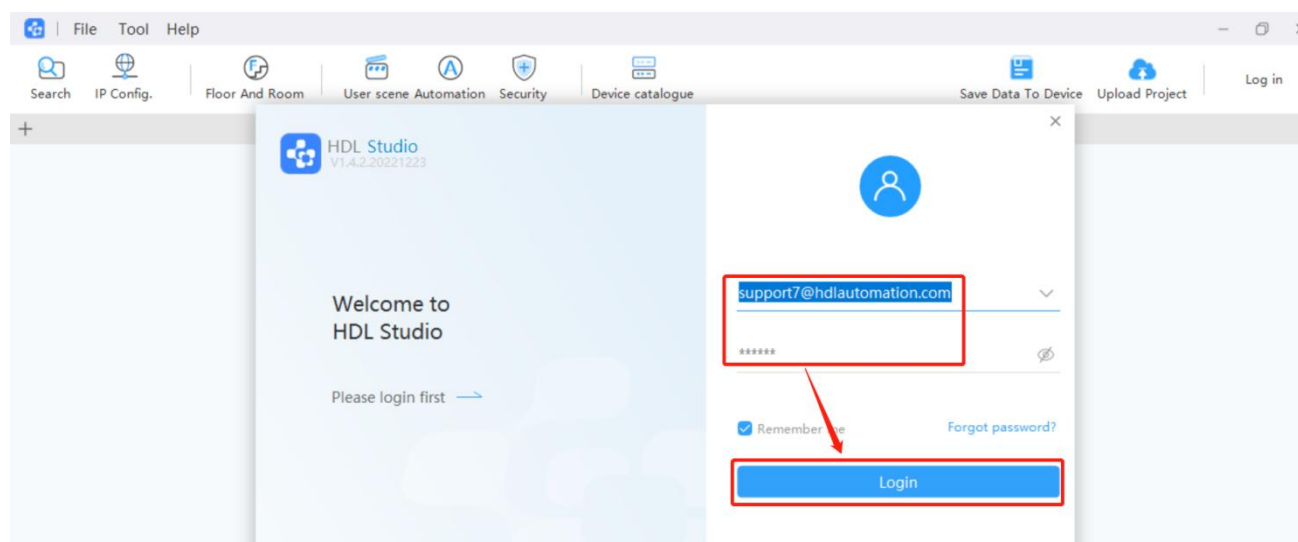 File Tool Help
Search IP Config. Floor And Room User scene Automation Security Device catalogue Save Data To Device Upload Project Log in
HDL Studio
V1.4.2.20221223
support7@hdlautomation.com
Welcome to
HDL Studio
******
Please login first
Remember me Forgot password?
Login